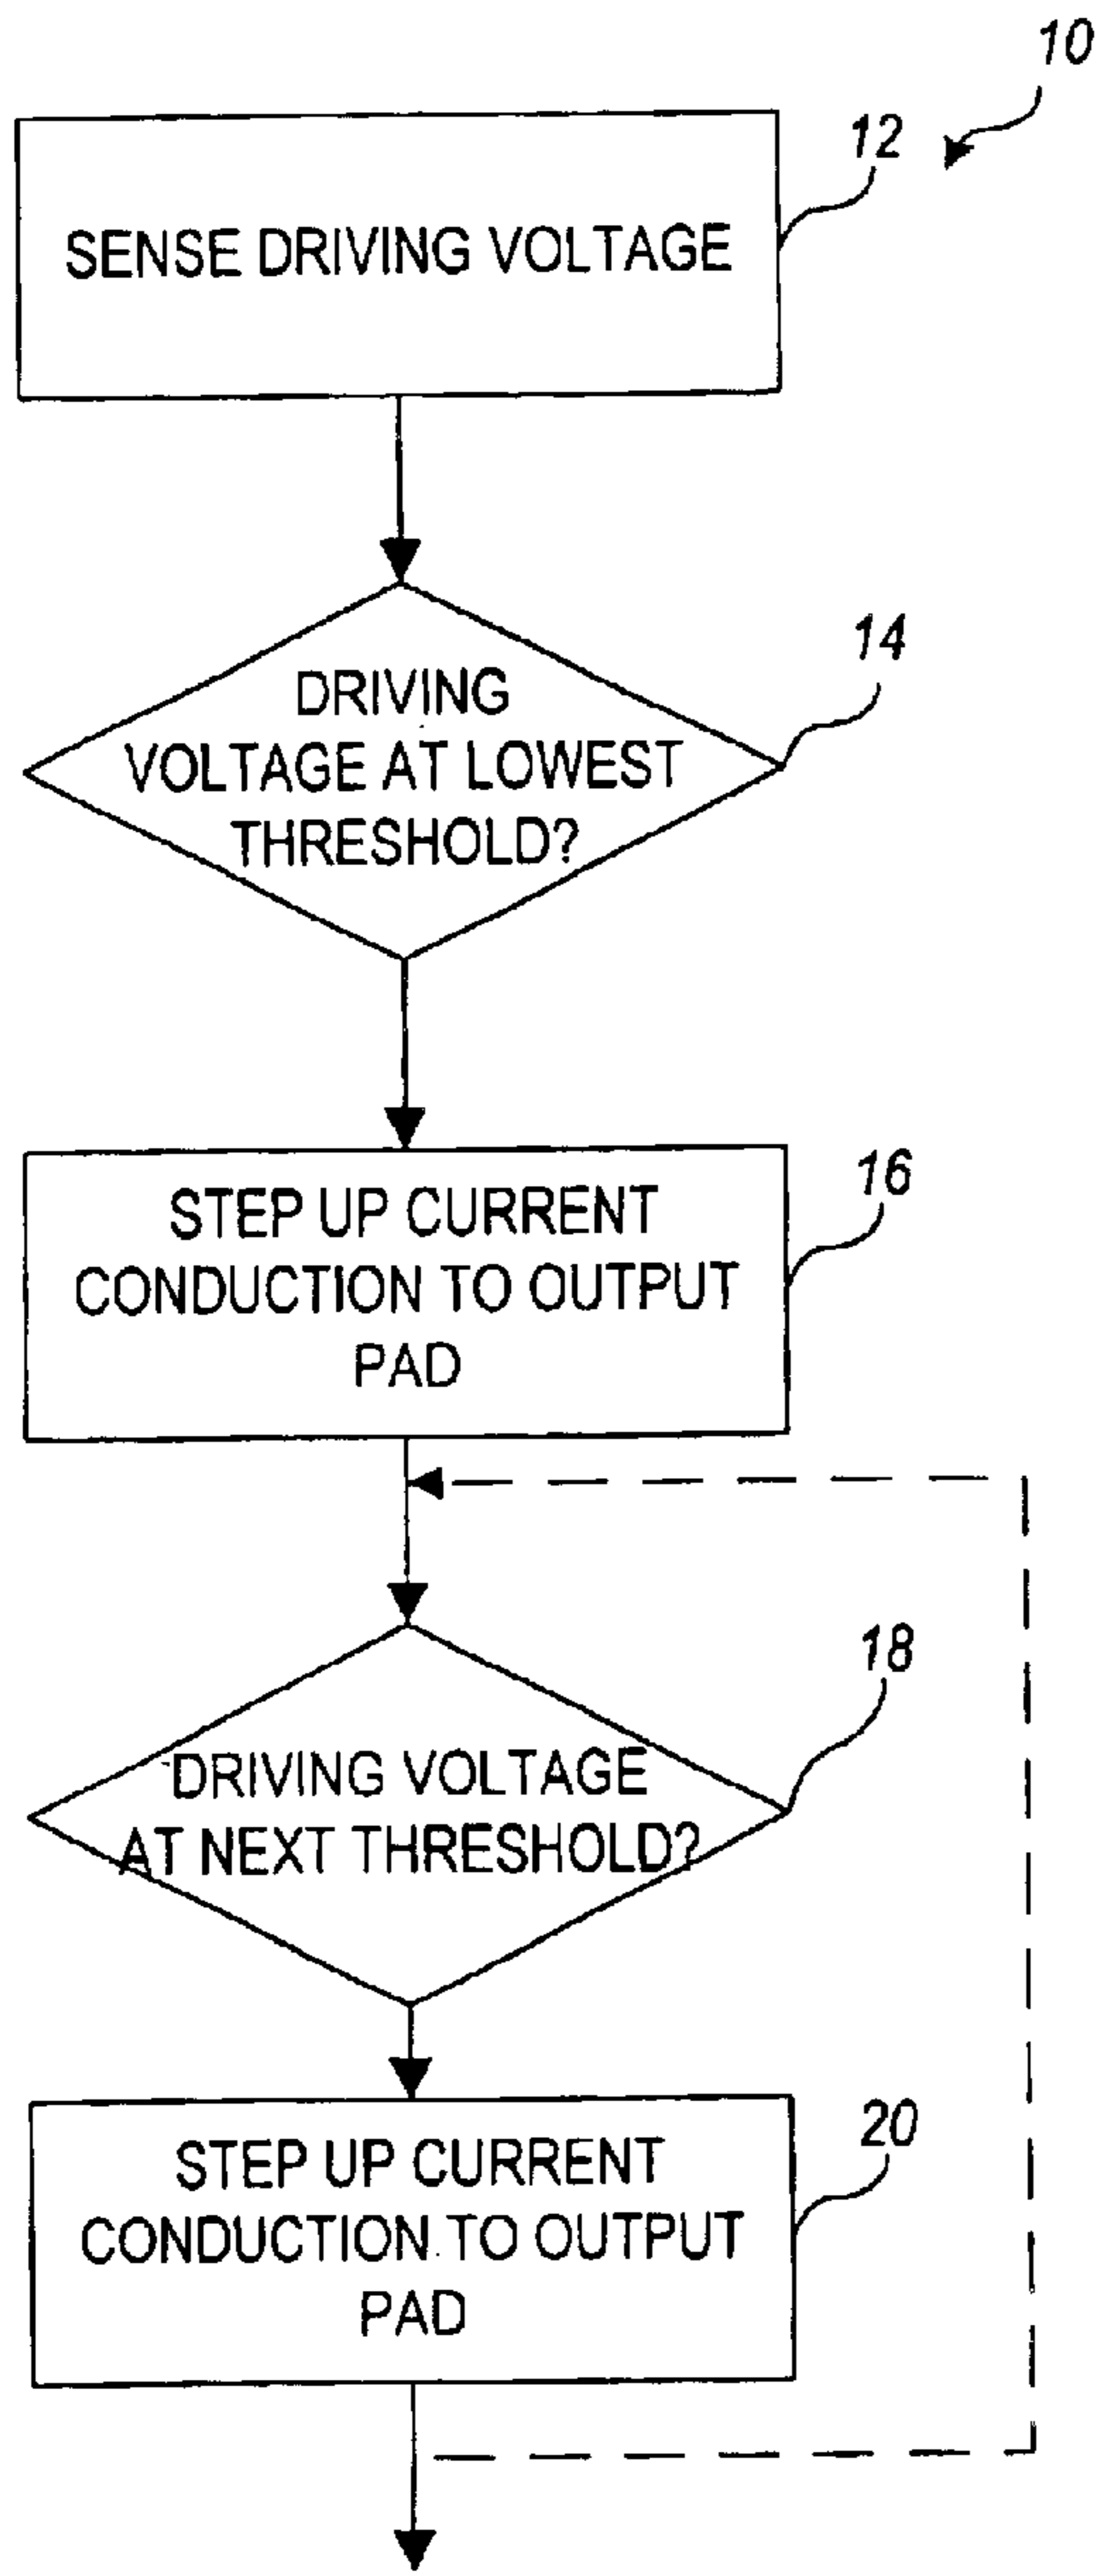 10
12
SENSE DRIVING VOLTAGE
14
DRIVING
VOLTAGE AT LOWEST
THRESHOLD?
16
STEP UP CURRENT
CONDUCTION TO OUTPUT
PAD
18
DRIVING VOLTAGE
AT NEXT THRESHOLD?
20
STEP UP CURRENT
CONDUCTION TO OUTPUT
PAD